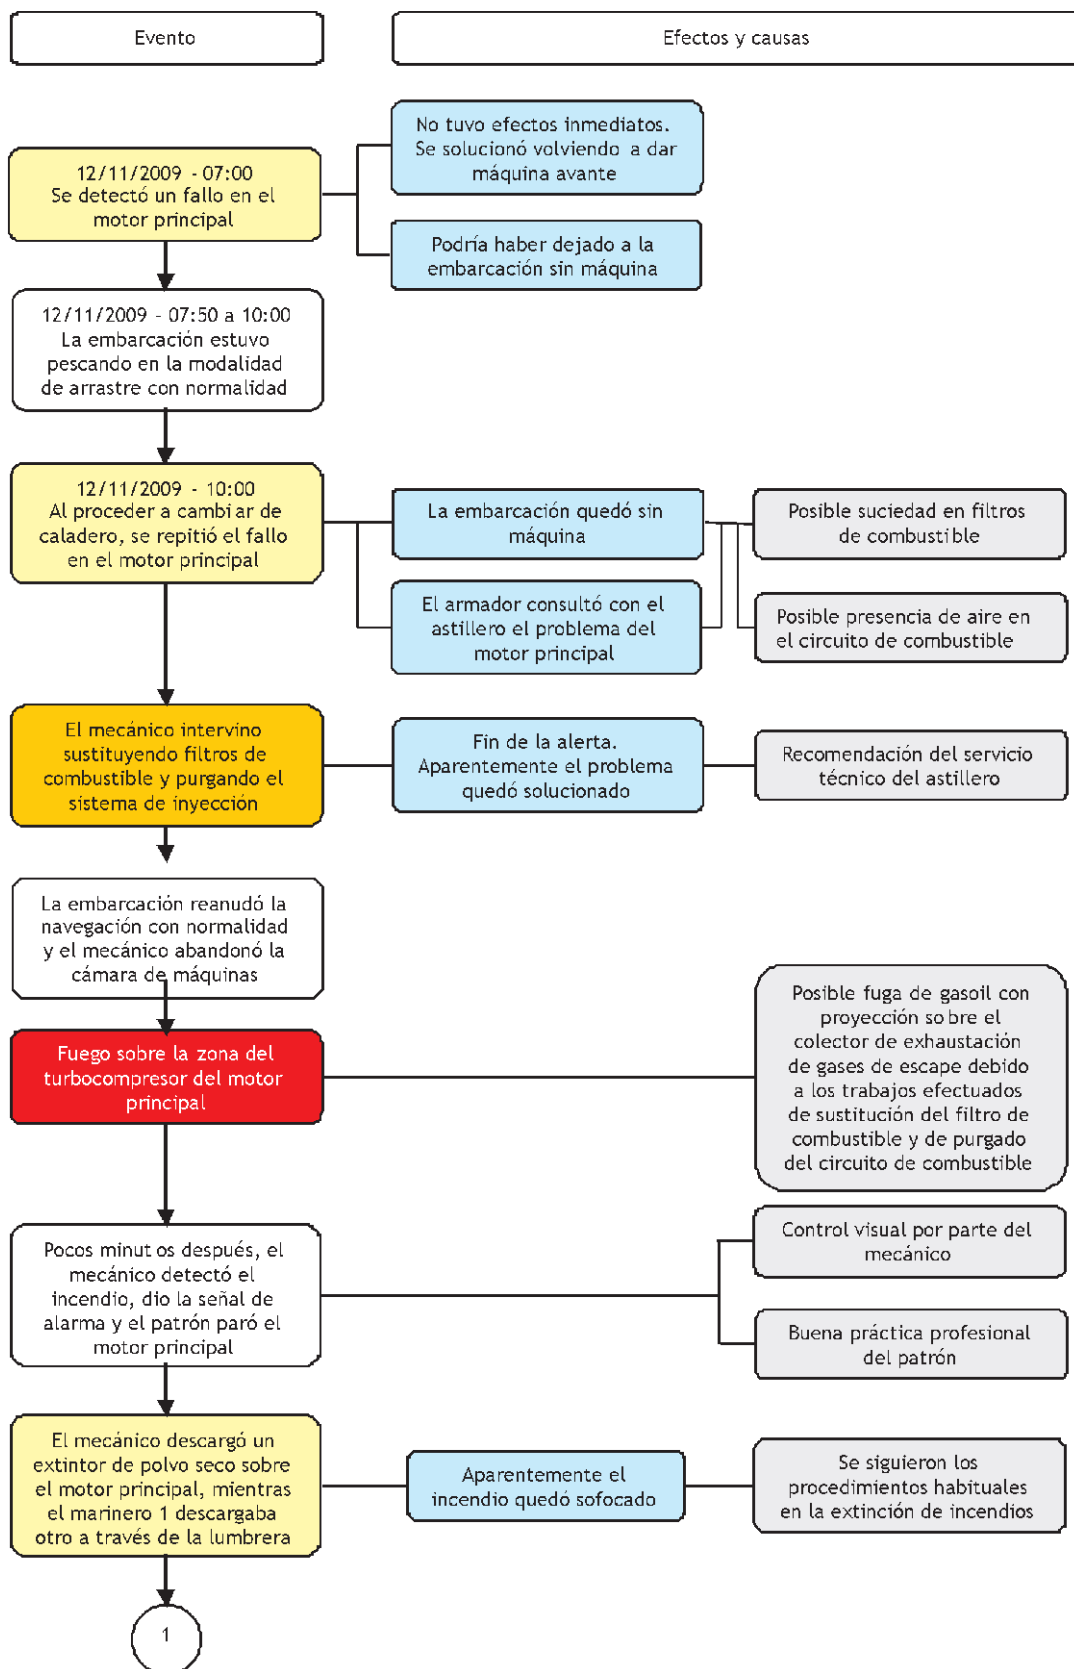 Evento
Efectos y causas
12/11/2009 - 07:00
Se detectó un fallo en el
motor principal
No tuvo efectos inmediatos.
Se solucionó volviendo a dar
máquina avante
Podría haber dejado a la
embarcación sin máquina
12/11/2009 - 07:50 a 10:00
La embarcación estuvo
pescando en la modalidad
de arrastre con normalidad
12/11/2009 - 10:00
Al proceder a cambiar de
caladero, se repitió el fallo
en el motor principal
La embarcación quedó sin
máquina
El armador consultó con el
astillero el problema del
motor principal
Posible suciedad en filtros
de combustible
Posible presencia de aire en
el circuito de combustible
El mecánico intervino
sustituyendo filtros de
combustible y purgando el
sistema de inyección
Fin de la alerta.
Aparentemente el problema
quedó solucionado
Recomendación del servicio
técnico del astillero
La embarcación reanudó la
navegación con normalidad
y el mecánico abandonó la
cámara de máquinas
Fuego sobre la zona del
turbocompresor del motor
principal
Posible fuga de gasoil con
proyección sobre el
colector de exhaustación
de gases de escape debido
a los trabajos efectuados
de sustitución del filtro de
combustible y de purgado
del circuito de combustible
Pocos minutos después, el
mecánico detectó el
incendio, dio la señal de
alarma y el patrón paró el
motor principal
Control visual por parte del
mecánico
Buena práctica profesional
del patrón
El mecánico descargó un
extintor de polvo seco sobre
el motor principal, mientras
el marinero 1 descargaba
otro a través de la lumbrera
Aparentemente el
incendio quedó sofocado
Se siguieron los
procedimientos habituales
en la extinción de incendios
1